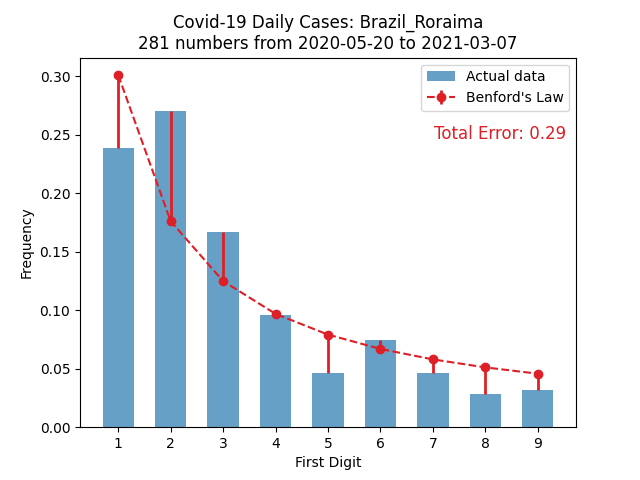 Covid-19 Daily Cases: Brazil_Roraima
281 numbers from 2020-05-20 to 2021-03-07
Actual data
Benford's Law
Total Error: 0.29
Frequency
0.30
0.25
0.20
0.15
0.10
0.05
0.00
1 2 3 4 5 6 7 8 9
First Digit